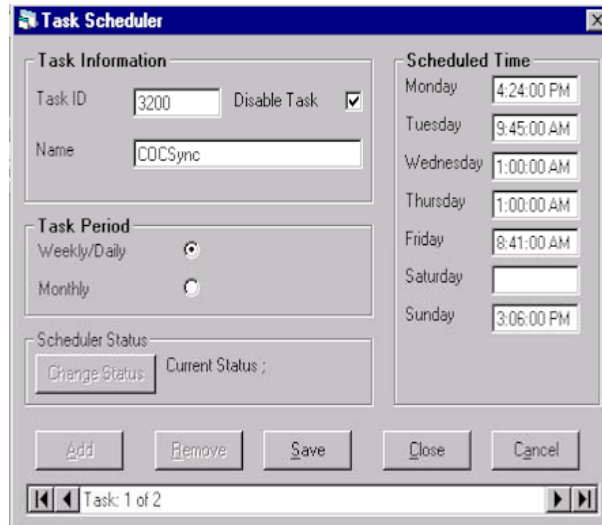 Task Scheduler
Task Information
Task ID 3200 Disable Task
Name COCSync
Task Period
Weekly/Daily
Monthly
Scheduler Status
Change Status Current Status ;
Scheduled Time
Monday 4:24:00 PM
Tuesday 9:45:00 AM
Wednesday 1:00:00 AM
Thursday 1:00:00 AM
Friday 8:41:00 AM
Saturday
Sunday 3:06:00 PM
Add Remove Save Close Cancel
Task: 1 of 2